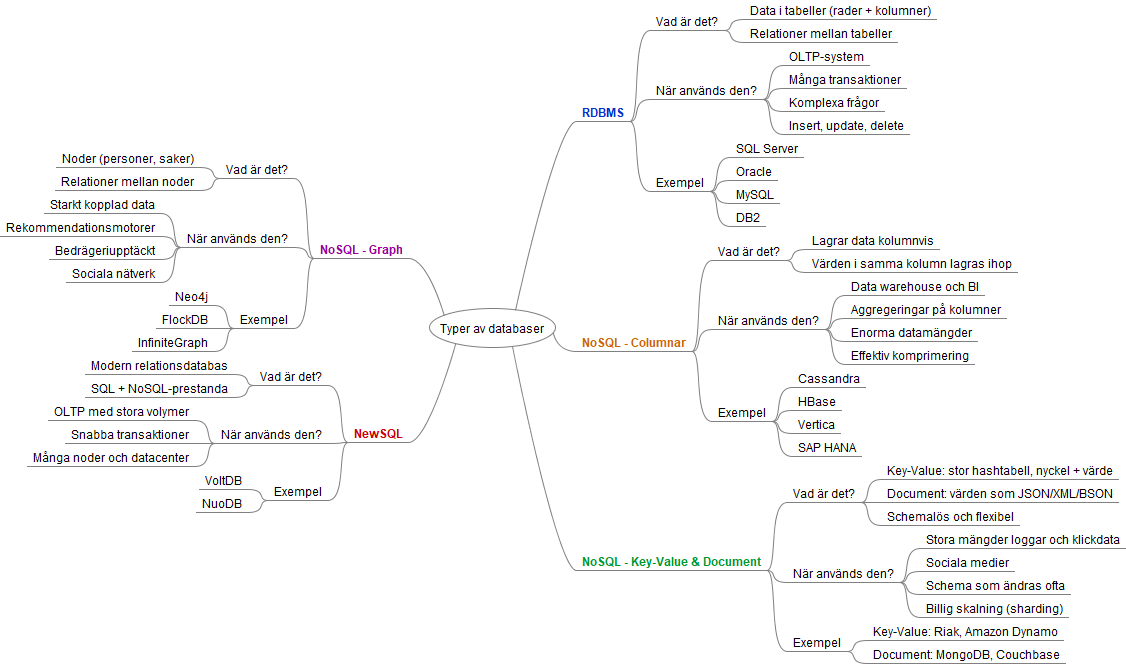 Typer av databaser
RDBMS
Vad är det?
Data i tabeller (rader + kolumner)
Relationer mellan tabeller
När används den?
OLTP-system
Många transaktioner
Komplexa frågor
Insert, update, delete
Exempel
SQL Server
Oracle
MySQL
DB2
NoSQL - Columnar
Vad är det?
Lagrar data kolumnvis
Värden i samma kolumn lagras ihop
När används den?
Data warehouse och BI
Aggregeringar på kolumner
Enorma datamängder
Effektiv komprimering
Exempel
Cassandra
HBase
Vertica
SAP HANA
NoSQL - Key-Value & Document
Vad är det?
Key-Value: stor hashtabell, nyckel + värde
Document: värden som JSON/XML/BSON
Schemalös och flexibel
När används den?
Stora mängder loggar och klickdata
Sociala medier
Schema som ändras ofta
Billig skalning (sharding)
Exempel
Key-Value: Riak, Amazon Dynamo
Document: MongoDB, Couchbase
NoSQL - Graph
Vad är det?
Noder (personer, saker)
Relationer mellan noder
När används den?
Starkt kopplad data
Rekommendationsmotorer
Bedrägeriupptäckt
Sociala nätverk
Exempel
Neo4j
FlockDB
InfiniteGraph
NewSQL
Vad är det?
Modern relationsdatabas
SQL + NoSQL-prestanda
När används den?
OLTP med stora volymer
Snabba transaktioner
Många noder och datacenter
Exempel
VoltDB
NuoDB